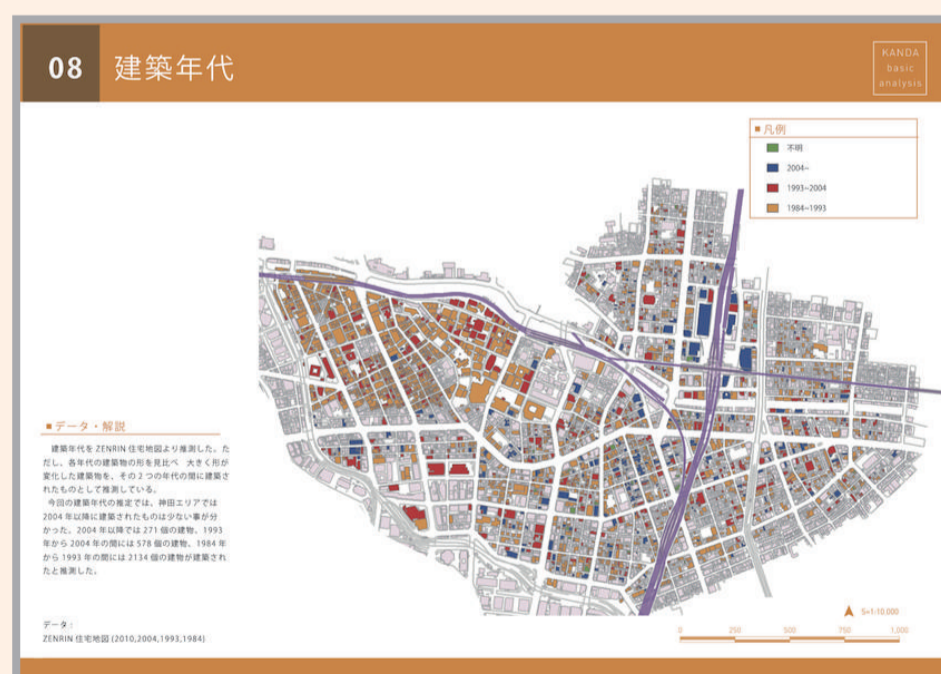 08
建築年代
KANDA
basic
analysis
■凡例
不明
2004~
1993~2004
1984~1993
■データ・解説
建築年代を ZENRIN 住宅地図より推測した。た
だし、各年代の建築物の形を見比べ 大きく形が
変化した建築物を、その2つの年代の間に建築さ
れたものとして推測している。
今回の建築年代の推定では、神田エリアでは
2004 年以降に建築されたものは少ない事が分
かった。2004 年以降では 271 個の建物、1993
年から 2004 年の間には 578 個の建物、1984 年
から 1993 年の間には 2134 個の建物が建築され
たと推測した。
データ：
ZENRIN 住宅地図 (2010,2004,1993,1984)
S=1:10,000
0 250 500 750 1,000